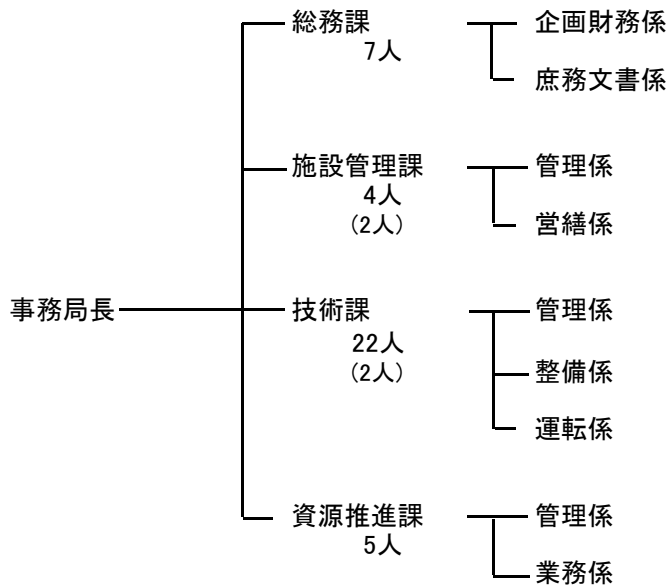 総務課 企画財務係
7人
庶務文書係
施設管理課 管理係
4人
(2人) 営繕係
事務局長 技術課 管理係
22人
(2人) 整備係
運転係
資源推進課 管理係
5人
業務係